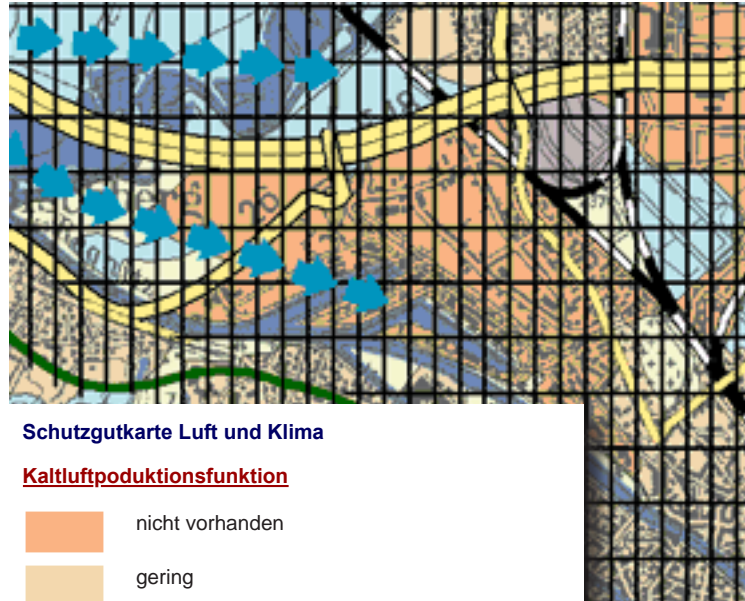 Schutzgutkarte Luft und Klima
Kaltluftpoduktionsfunktion
nicht vorhanden
gering